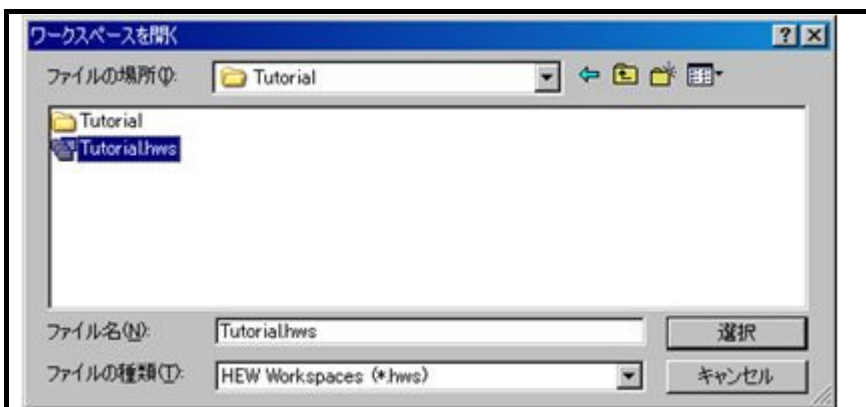 ワークスペースを開く
ファイルの場所(I): Tutorial
Tutorial
Tutorial.hws
ファイル名(N): Tutorial.hws 選択
ファイルの種類(T): HEW Workspaces (*.hws) キャンセル